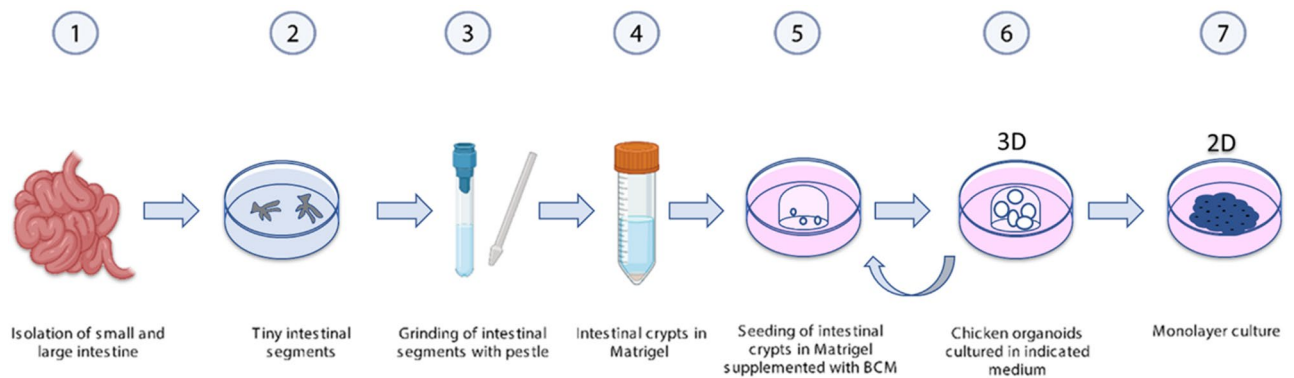 1
2
3
4
5
6
7
3D
2D
Isolation of small and
large intestine
Tiny intestinal
segments
Grinding of intestinal
segments with pestle
Intestinal crypts in
Matrigel
Seeding of intestinal
crypts in Matrigel
supplemented with BCM
Chicken organoids
cultured in indicated
medium
Monolayer culture